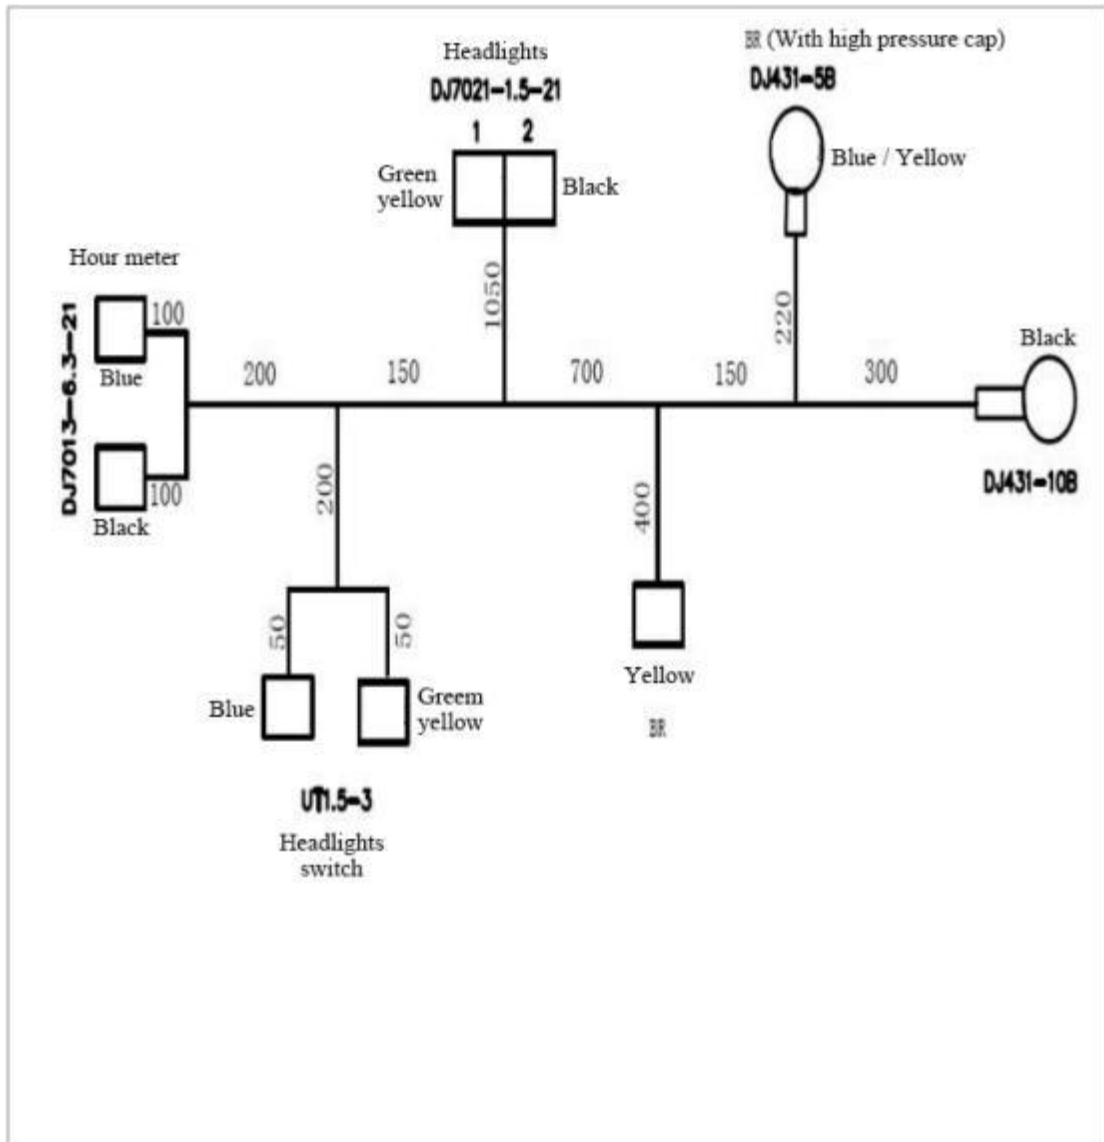 Headlights
DJ7021-1.5-21
1 2
Green
yellow
Black
BR (With high pressure cap)
DJ431-5B
Blue / Yellow
Hour meter
DJ7013-6.3-21
100
Blue
100
Black
200
150
1050
700
150
220
300
Black
DJ431-10B
200
50
50
Blue
Greem
yellow
UT1.5-3
Headlights
switch
400
Yellow
BR